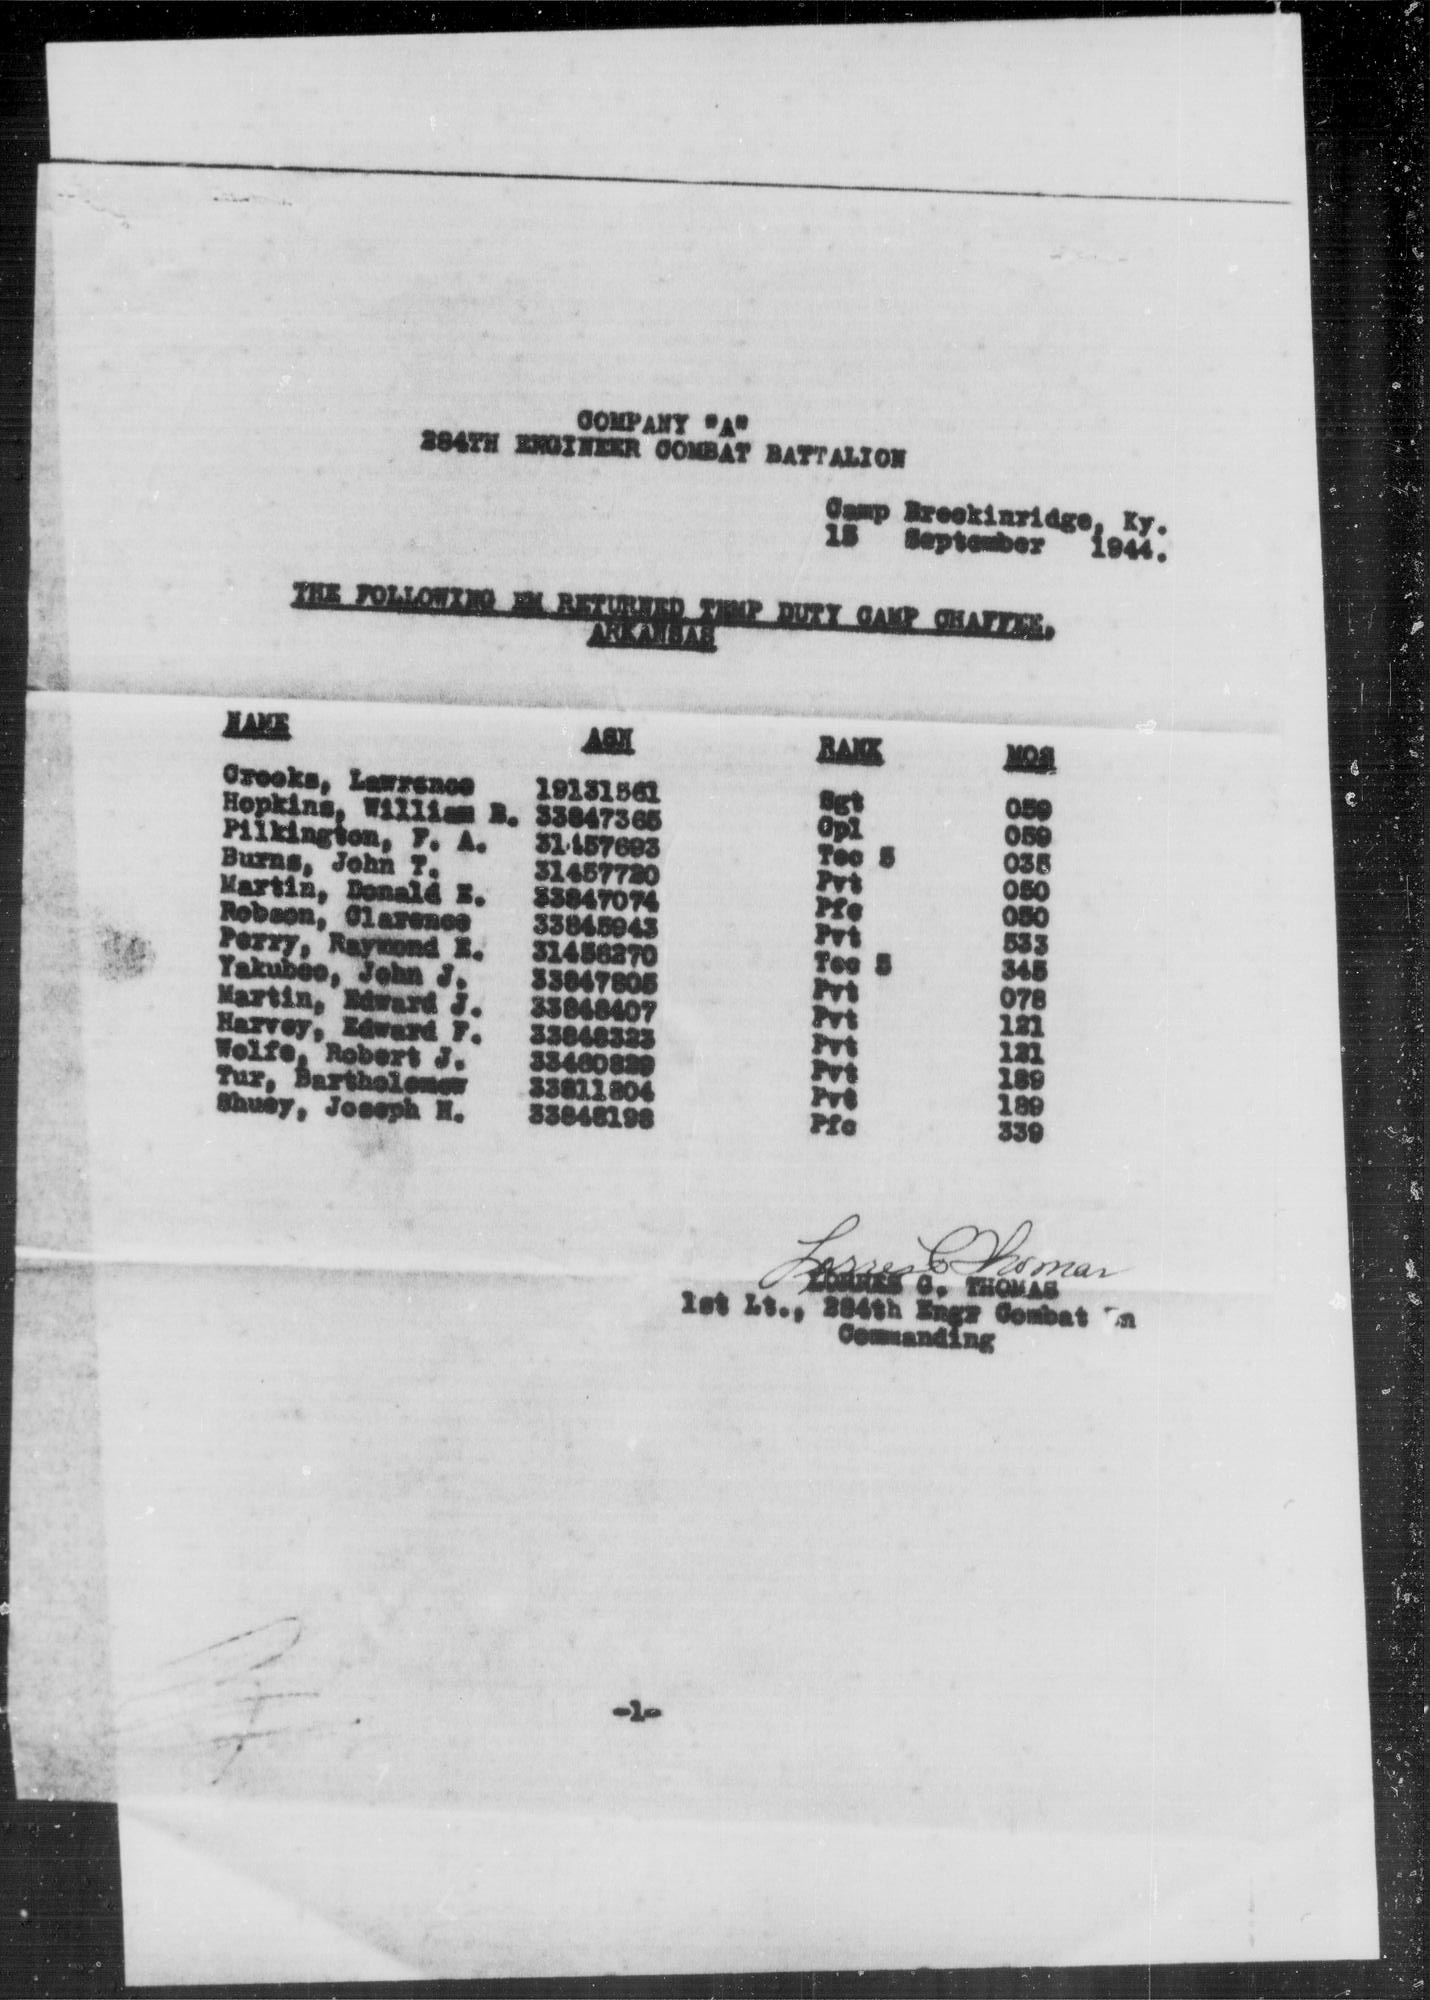 COMPANY "A"
284TH ENGINEER COMBAT BATTALION
Camp Breckinridge, Ky.
15 September 1944.
THE FOLLOWING EM RETURNED TEMP DUTY CAMP CHAFFEE,
ARKANSAS
NAME ASN RANK MOS
Crooks, Lawrence 19131561 Sgt 059
Hopkins, William B. 33847365 Cpl 059
Pilkington, F. A. 31457693 Tec 5 035
Burns, John T. 31457720 Pvt 050
Martin, Donald E. 33847074 Pfc 050
Robson, Clarence 33845943 Pvt 533
Perry, Raymond E. 31456270 Tec 5 345
Yakubec, John J. 33847805 Pvt 078
Martin, Edward J. 33848407 Pvt 121
Harvey, Edward F. 33848323 Pvt 121
Wolfe, Robert J. 33460829 Pvt 189
Tur, Bartholomew 33811804 Pvt 189
Shuey, Joseph H. 33848198 Pfc 339
Lorres C Thomas
LORRES C. THOMAS
1st Lt., 284th Engr Combat Bn
Commanding
-1-